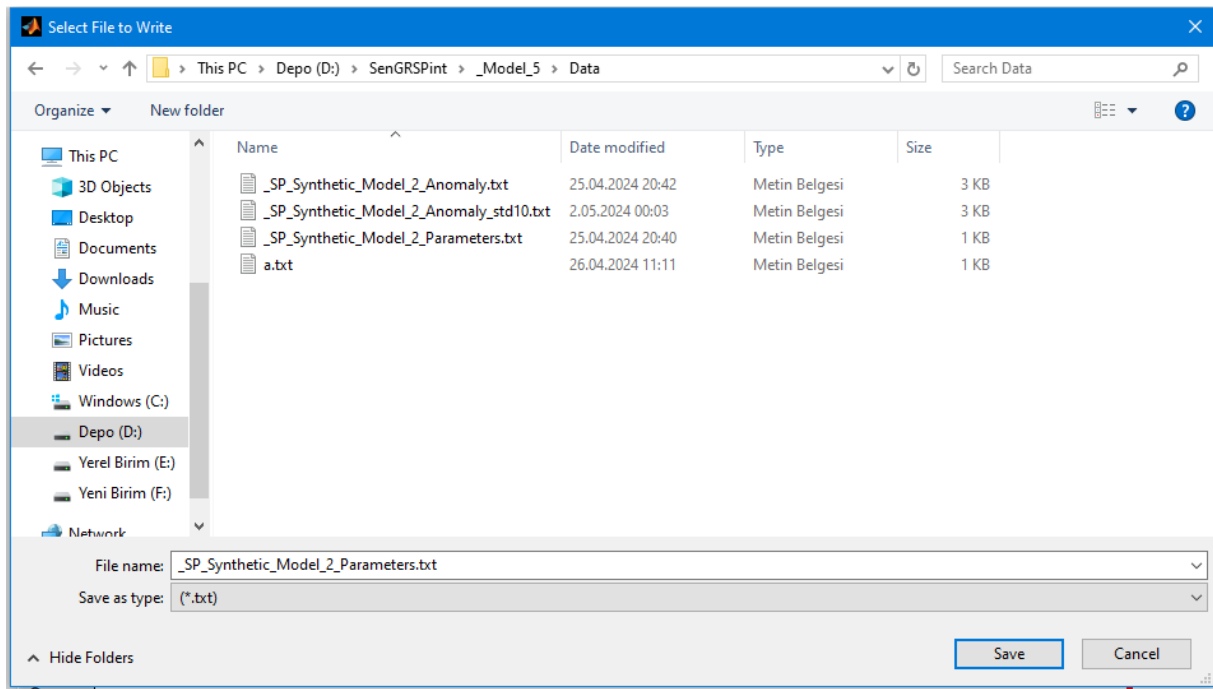 Select File to Write
This PC > Depo (D:) > SenGRSPint > _Model_5 > Data
Search Data
Organize
New folder
This PC
3D Objects
Desktop
Documents
Downloads
Music
Pictures
Videos
Windows (C:)
Depo (D:)
Yerel Birim (E:)
Yeni Birim (F:)
Network
Name Date modified Type Size
_SP_Synthetic_Model_2_Anomaly.txt 25.04.2024 20:42 Metin Belgesi 3 KB
_SP_Synthetic_Model_2_Anomaly_std10.txt 2.05.2024 00:03 Metin Belgesi 3 KB
_SP_Synthetic_Model_2_Parameters.txt 25.04.2024 20:40 Metin Belgesi 1 KB
a.txt 26.04.2024 11:11 Metin Belgesi 1 KB
File name: _SP_Synthetic_Model_2_Parameters.txt
Save as type: (*.txt)
Hide Folders
Save
Cancel